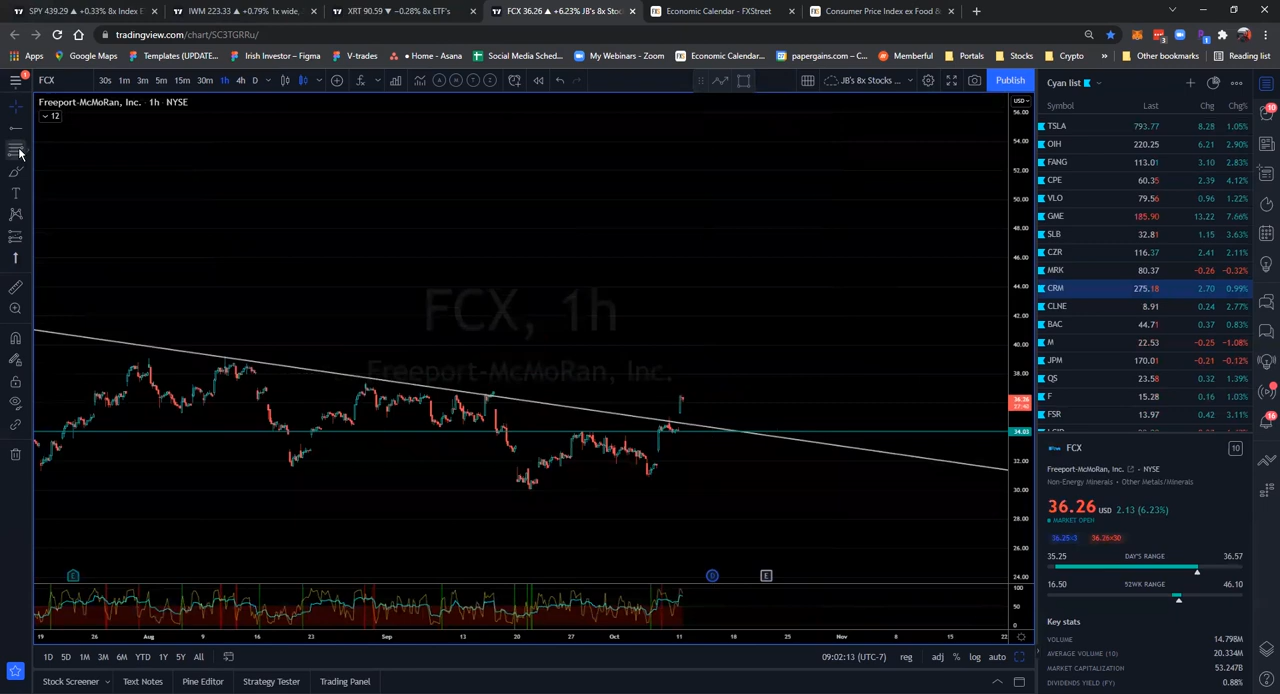 SPY 439.29 ▲ +0.33% 8x Index E
IWM 223.33 ▲ +0.79% 1x wide,
XRT 90.59 ▼ −0.28% 8x ETF's
FCX 36.26 ▲ +6.23% JB's 8x Stoc
Economic Calendar - FXStreet
Consumer Price Index ex Food &
tradingview.com/chart/SC3TGRRu/
Apps
Google Maps
Templates (UPDATE...
Irish Investor – Figma
V-trades
• Home • Asana
Social Media Sched...
My Webinars - Zoom
Economic Calendar...
papergains.com – C...
Memberful
Portals
Stocks
Crypto
»
Other bookmarks
Reading list
FCX
30s 1m 3m 5m 15m 30m 1h 4h D
JB's 8x Stocks ...
Publish
Cyan list
Freeport-McMoRan, Inc. · 1h · NYSE
12
USD
Symbol Last Chg Chg%
TSLA 793.77 8.28 1.05%
OIH 220.25 6.21 2.90%
FANG 113.01 3.10 2.83%
CPE 60.35 2.39 4.12%
VLO 79.56 0.96 1.22%
GME 185.90 13.22 7.66%
SLB 32.81 1.15 3.63%
CZR 116.37 2.41 2.11%
MRK 80.37 −0.26 −0.32%
CRM 275.18 2.70 0.99%
CLNE 8.91 0.24 2.77%
BAC 44.71 0.37 0.83%
M 22.53 −0.25 −1.08%
JPM 170.01 −0.21 −0.12%
QS 23.58 0.32 1.39%
F 15.28 0.16 1.03%
FSR 13.97 0.42 3.11%
56.00
54.00
52.00
50.00
48.00
46.00
44.00
42.00
40.00
38.00
36.26
34.03
32.00
30.00
28.00
26.00
24.00
100
50
0
FCX, 1h
Freeport-McMoRan, Inc.
E
D
E
19 26 Aug 9 16 23 Sep 13 20 27 Oct 11 18 25 Nov 8 15 22
FCX
10
Freeport-McMoRan, Inc. • NYSE
Non-Energy Minerals • Other Metals/Minerals
36.26 USD 2.13 (6.23%)
MARKET OPEN
36.25×3 36.26×30
35.25 DAY'S RANGE 36.57
16.50 52WK RANGE 46.10
Key stats
VOLUME 14.798M
AVERAGE VOLUME (10) 20.334M
MARKET CAPITALIZATION 53.247B
DIVIDENDS YIELD (FY) 0.88%
1D 5D 1M 3M 6M YTD 1Y 5Y All
09:02:13 (UTC-7) reg adj % log auto
Stock Screener
Text Notes
Pine Editor
Strategy Tester
Trading Panel